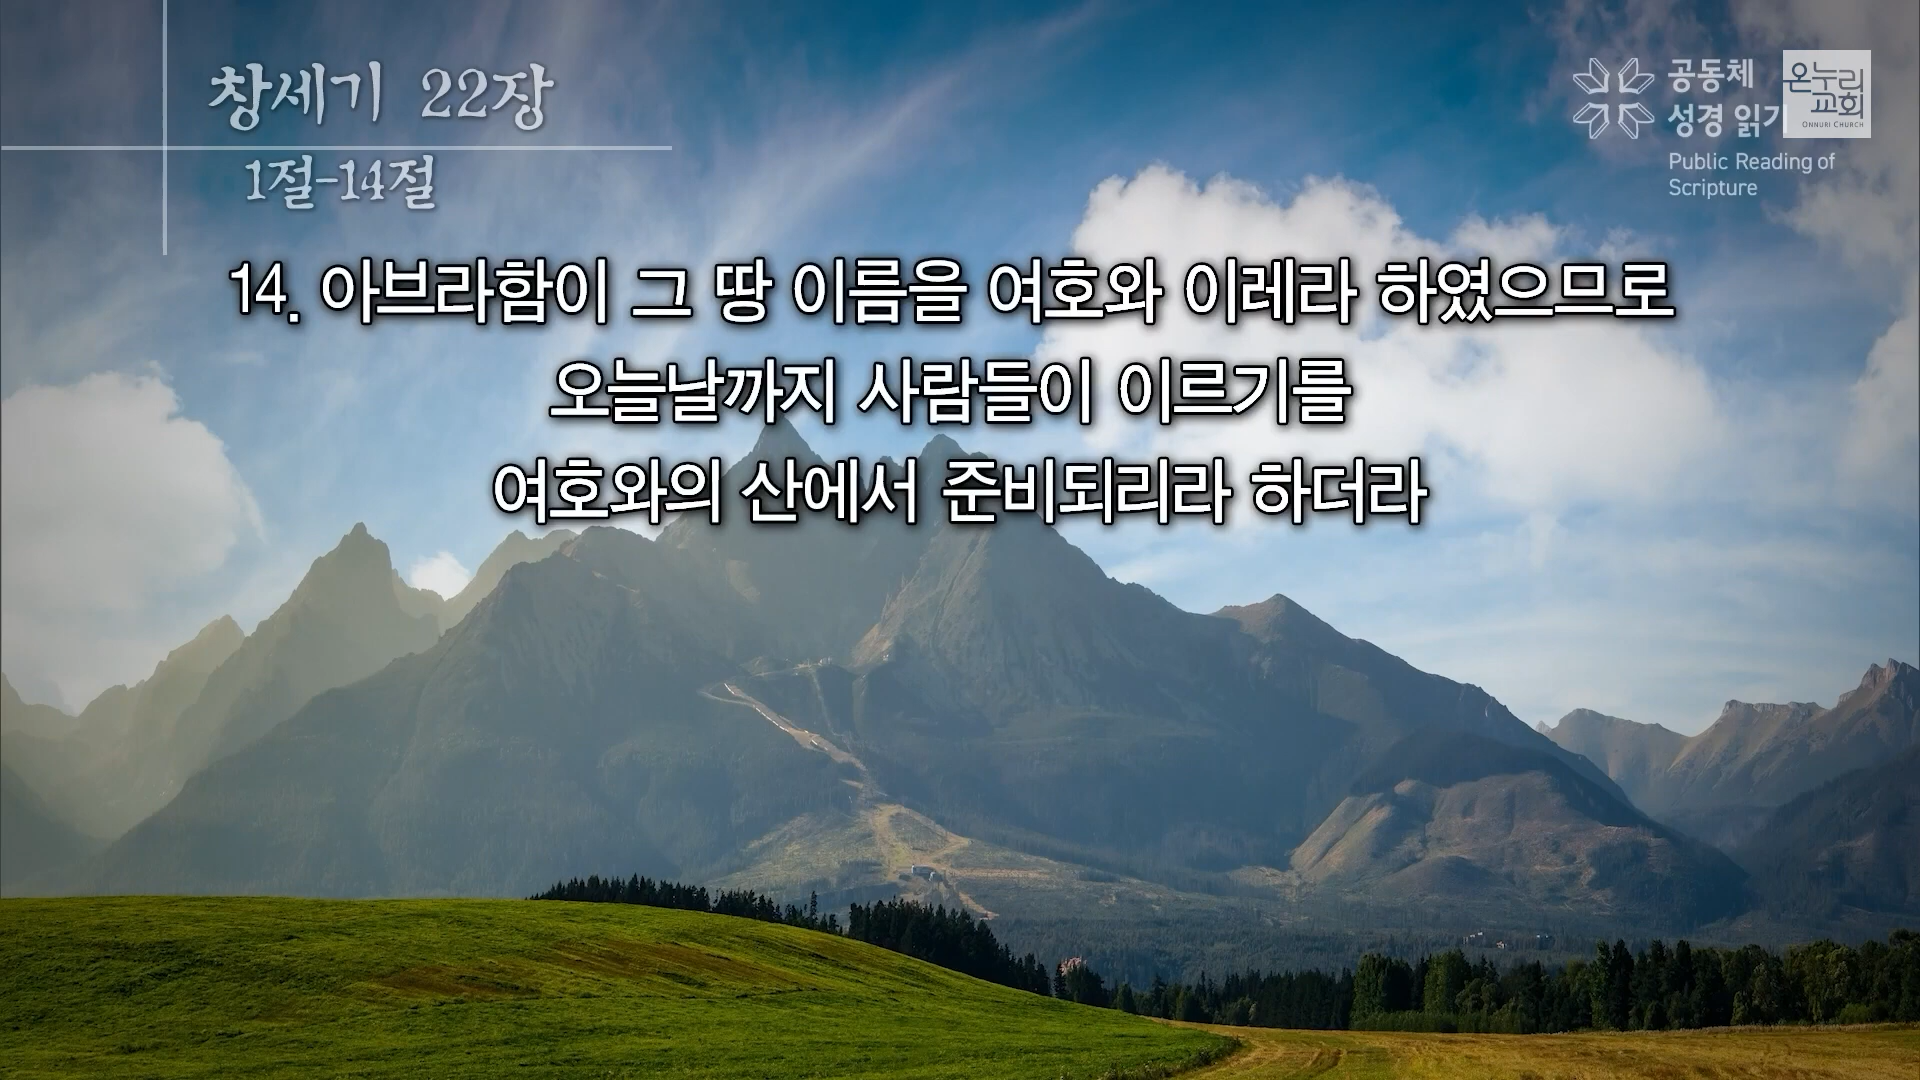 창세기 22장
1절-14절
공동체
성경 읽기
Public Reading of
Scripture
온누리
교회
ONNURI CHURCH
14. 아브라함이 그 땅 이름을 여호와 이레라 하였으므로
오늘날까지 사람들이 이르기를
여호와의 산에서 준비되리라 하더라